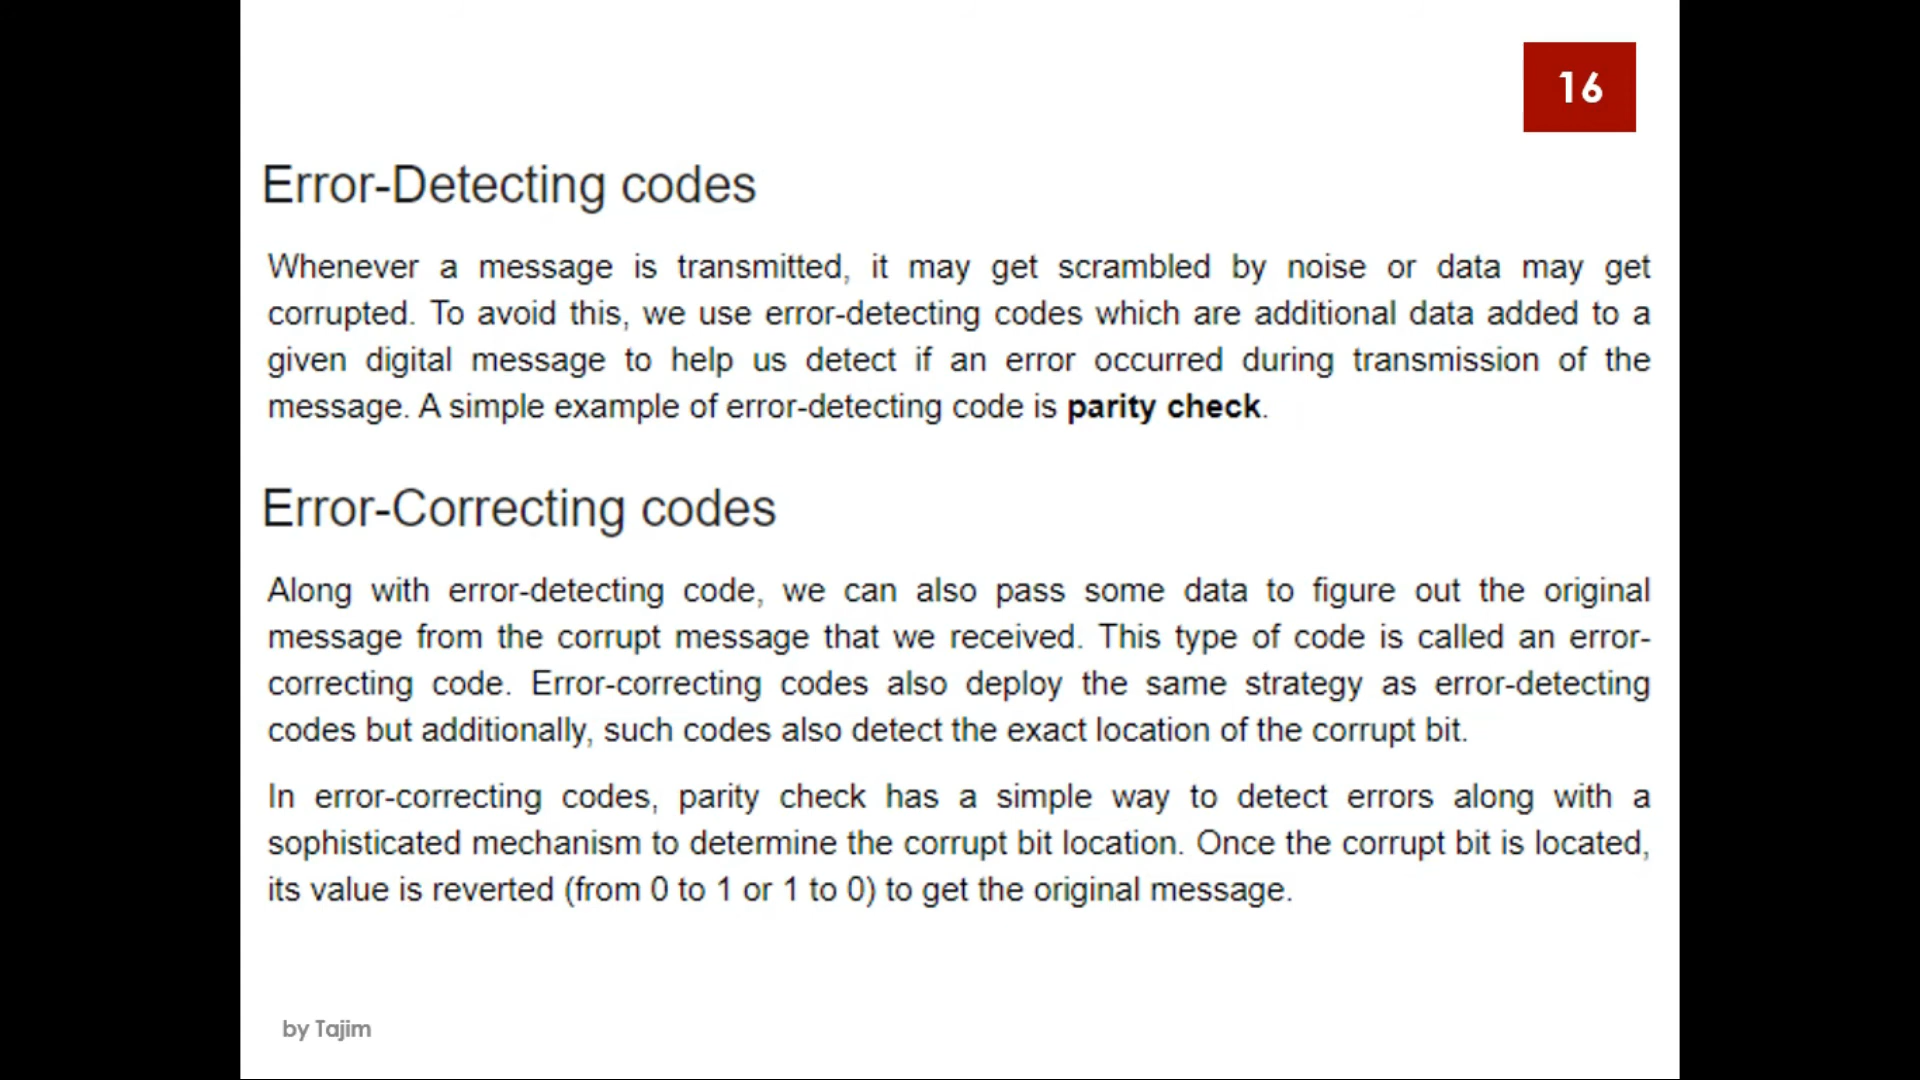 16
Error-Detecting codes
Whenever a message is transmitted, it may get scrambled by noise or data may get
corrupted. To avoid this, we use error-detecting codes which are additional data added to a
given digital message to help us detect if an error occurred during transmission of the
message. A simple example of error-detecting code is parity check.
Error-Correcting codes
Along with error-detecting code, we can also pass some data to figure out the original
message from the corrupt message that we received. This type of code is called an error-
correcting code. Error-correcting codes also deploy the same strategy as error-detecting
codes but additionally, such codes also detect the exact location of the corrupt bit.
In error-correcting codes, parity check has a simple way to detect errors along with a
sophisticated mechanism to determine the corrupt bit location. Once the corrupt bit is located,
its value is reverted (from 0 to 1 or 1 to 0) to get the original message.
by Tajim